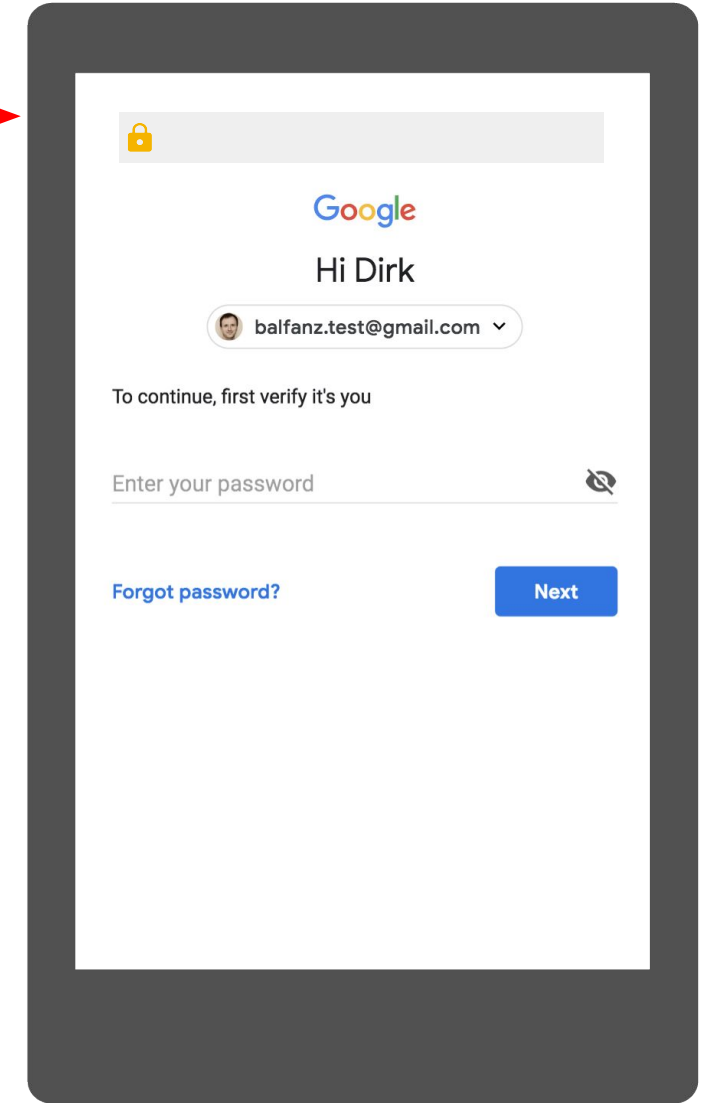 Google
Hi Dirk
balfanz.test@gmail.com
To continue, first verify it's you
Enter your password
Forgot password?
Next